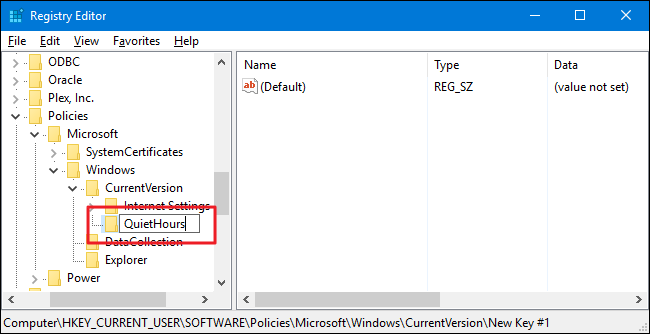 Registry Editor
File Edit View Favorites Help
ODBC
Oracle
Plex, Inc.
Policies
Microsoft
SystemCertificates
Windows
CurrentVersion
Internet Settings
QuietHours
DataCollection
Explorer
Power
Name Type Data
ab (Default) REG_SZ (value not set)
Computer\HKEY_CURRENT_USER\SOFTWARE\Policies\Microsoft\Windows\CurrentVersion\New Key #1